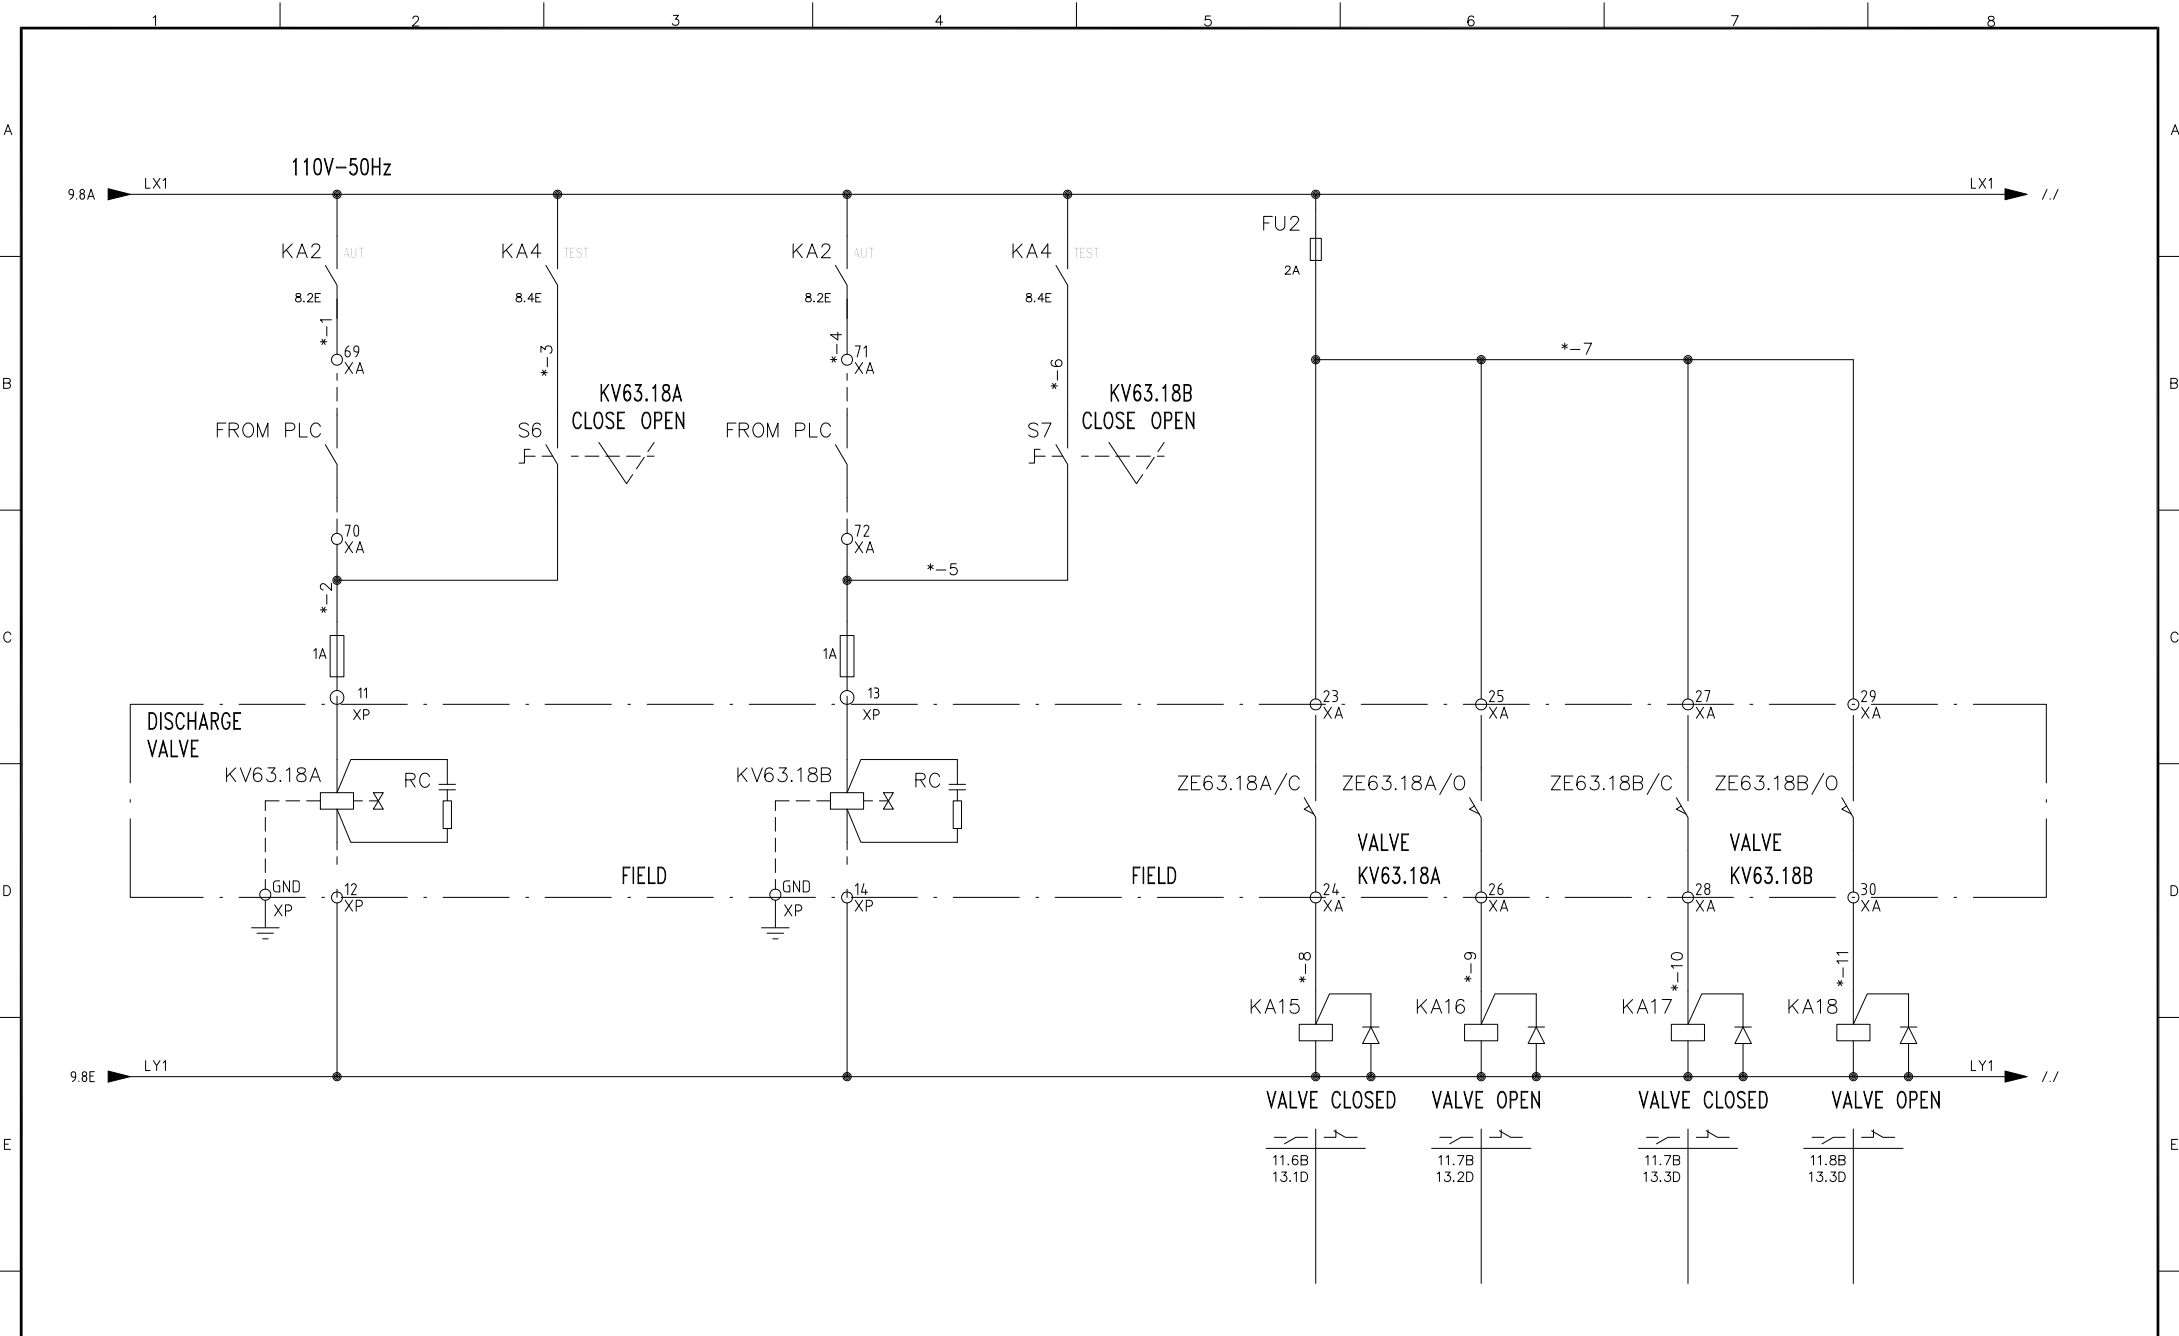 1 2 3 4 5 6 7 8
A A
110V-50Hz
9.8A LX1 LX1 /./
FU2
KA2 AUT KA4 TEST KA2 AUT KA4 TEST
2A
8.2E 8.4E 8.2E 8.4E
*-1 *-3 *-4 *-6 *-7
69 71
XA XA
B B
KV63.18A KV63.18B
CLOSE OPEN CLOSE OPEN
FROM PLC S6 FROM PLC S7
70 72
XA XA
*-2 *-5
C C
1A 1A
11 13 23 25 27 29
XP XP XA XA XA XA
DISCHARGE
VALVE
KV63.18A RC KV63.18B RC ZE63.18A/C ZE63.18A/O ZE63.18B/C ZE63.18B/O
VALVE VALVE
FIELD FIELD KV63.18A KV63.18B
D D
GND 12 GND 14 24 26 28 30
XP XP XP XP XA XA XA XA
*-8 *-9 *-10 *-11
KA15 KA16 KA17 KA18
9.8E LY1 LY1 /./
VALVE CLOSED VALVE OPEN VALVE CLOSED VALVE OPEN
E E
11.6B 11.7B 11.7B 11.8B
13.1D 13.2D 13.3D 13.3D